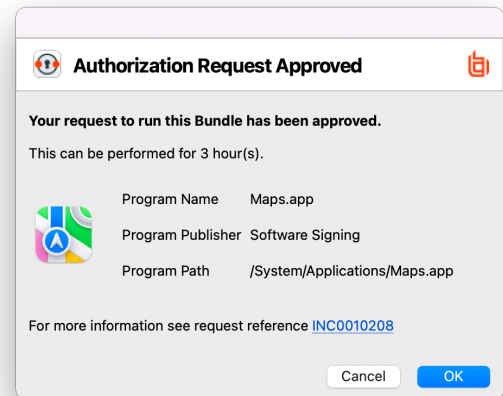 Authorization Request Approved
Your request to run this Bundle has been approved.
This can be performed for 3 hour(s).
Program Name Maps.app
Program Publisher Software Signing
Program Path /System/Applications/Maps.app
For more information see request reference INC0010208
Cancel OK